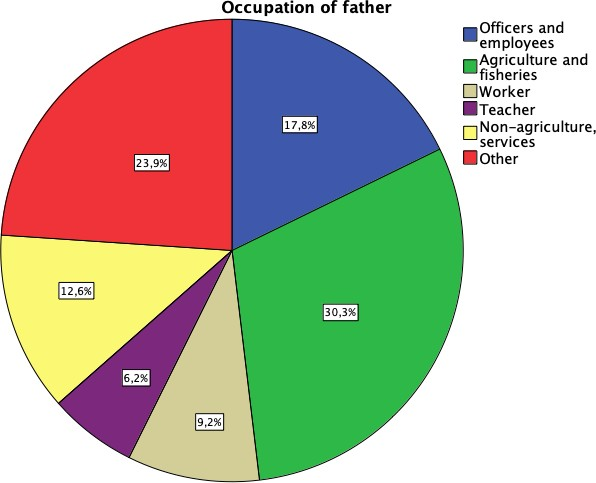 Occupation of father
Officers and
employees
Agriculture and
fisheries
Worker
Teacher
Non-agriculture,
services
Other
17,8%
23,9%
12,6%
30,3%
6,2%
9,2%